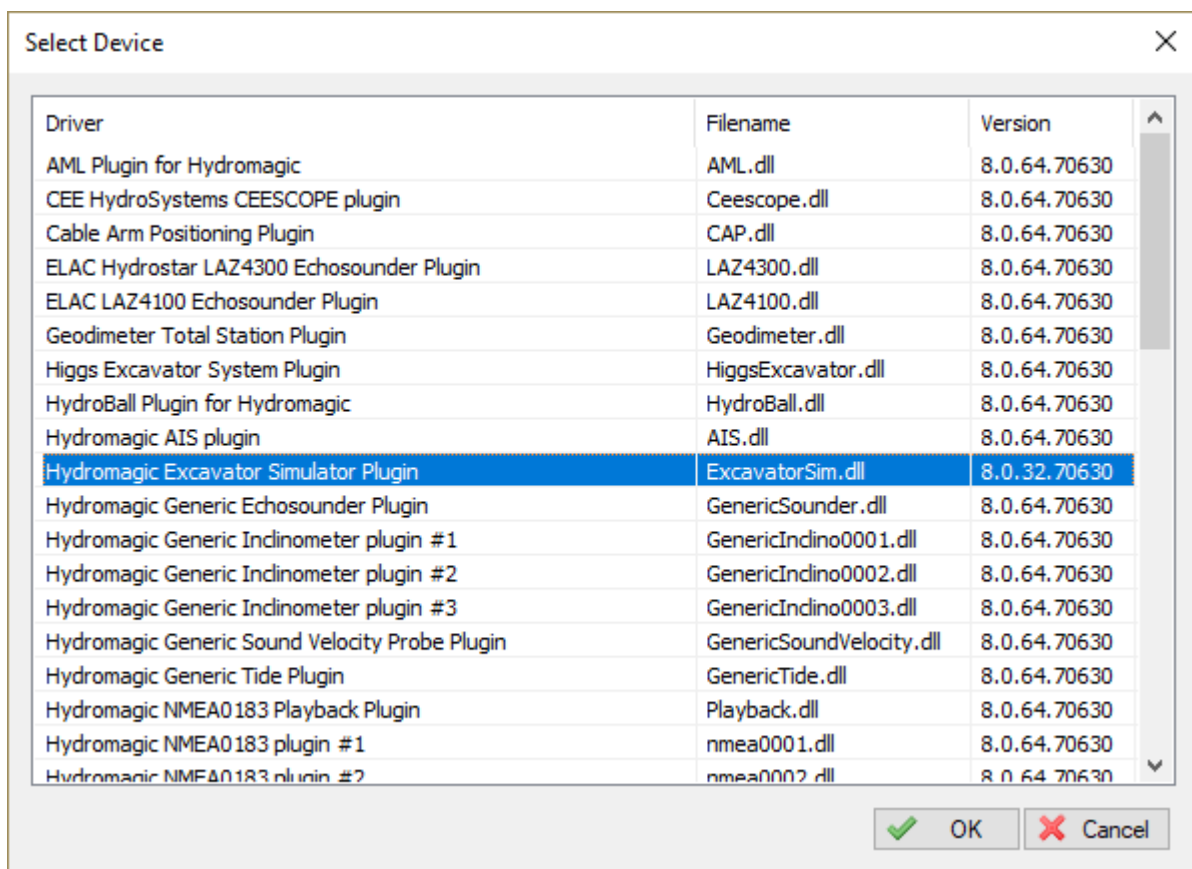 Select Device
Driver Filename Version
AML Plugin for Hydromagic AML.dll 8.0.64.70630
CEE HydroSystems CEESCOPE plugin Ceescope.dll 8.0.64.70630
Cable Arm Positioning Plugin CAP.dll 8.0.64.70630
ELAC Hydrostar LAZ4300 Echosounder Plugin LAZ4300.dll 8.0.64.70630
ELAC LAZ4100 Echosounder Plugin LAZ4100.dll 8.0.64.70630
Geodimeter Total Station Plugin Geodimeter.dll 8.0.64.70630
Higgs Excavator System Plugin HiggsExcavator.dll 8.0.64.70630
HydroBall Plugin for Hydromagic HydroBall.dll 8.0.64.70630
Hydromagic AIS plugin AIS.dll 8.0.64.70630
Hydromagic Excavator Simulator Plugin ExcavatorSim.dll 8.0.32.70630
Hydromagic Generic Echosounder Plugin GenericSounder.dll 8.0.64.70630
Hydromagic Generic Inclinometer plugin #1 GenericInclino0001.dll 8.0.64.70630
Hydromagic Generic Inclinometer plugin #2 GenericInclino0002.dll 8.0.64.70630
Hydromagic Generic Inclinometer plugin #3 GenericInclino0003.dll 8.0.64.70630
Hydromagic Generic Sound Velocity Probe Plugin GenericSoundVelocity.dll 8.0.64.70630
Hydromagic Generic Tide Plugin GenericTide.dll 8.0.64.70630
Hydromagic NMEA0183 Playback Plugin Playback.dll 8.0.64.70630
Hydromagic NMEA0183 plugin #1 nmea0001.dll 8.0.64.70630
Hydromagic NMEA0183 plugin #2 nmea0002.dll 8.0.64.70630
OK Cancel